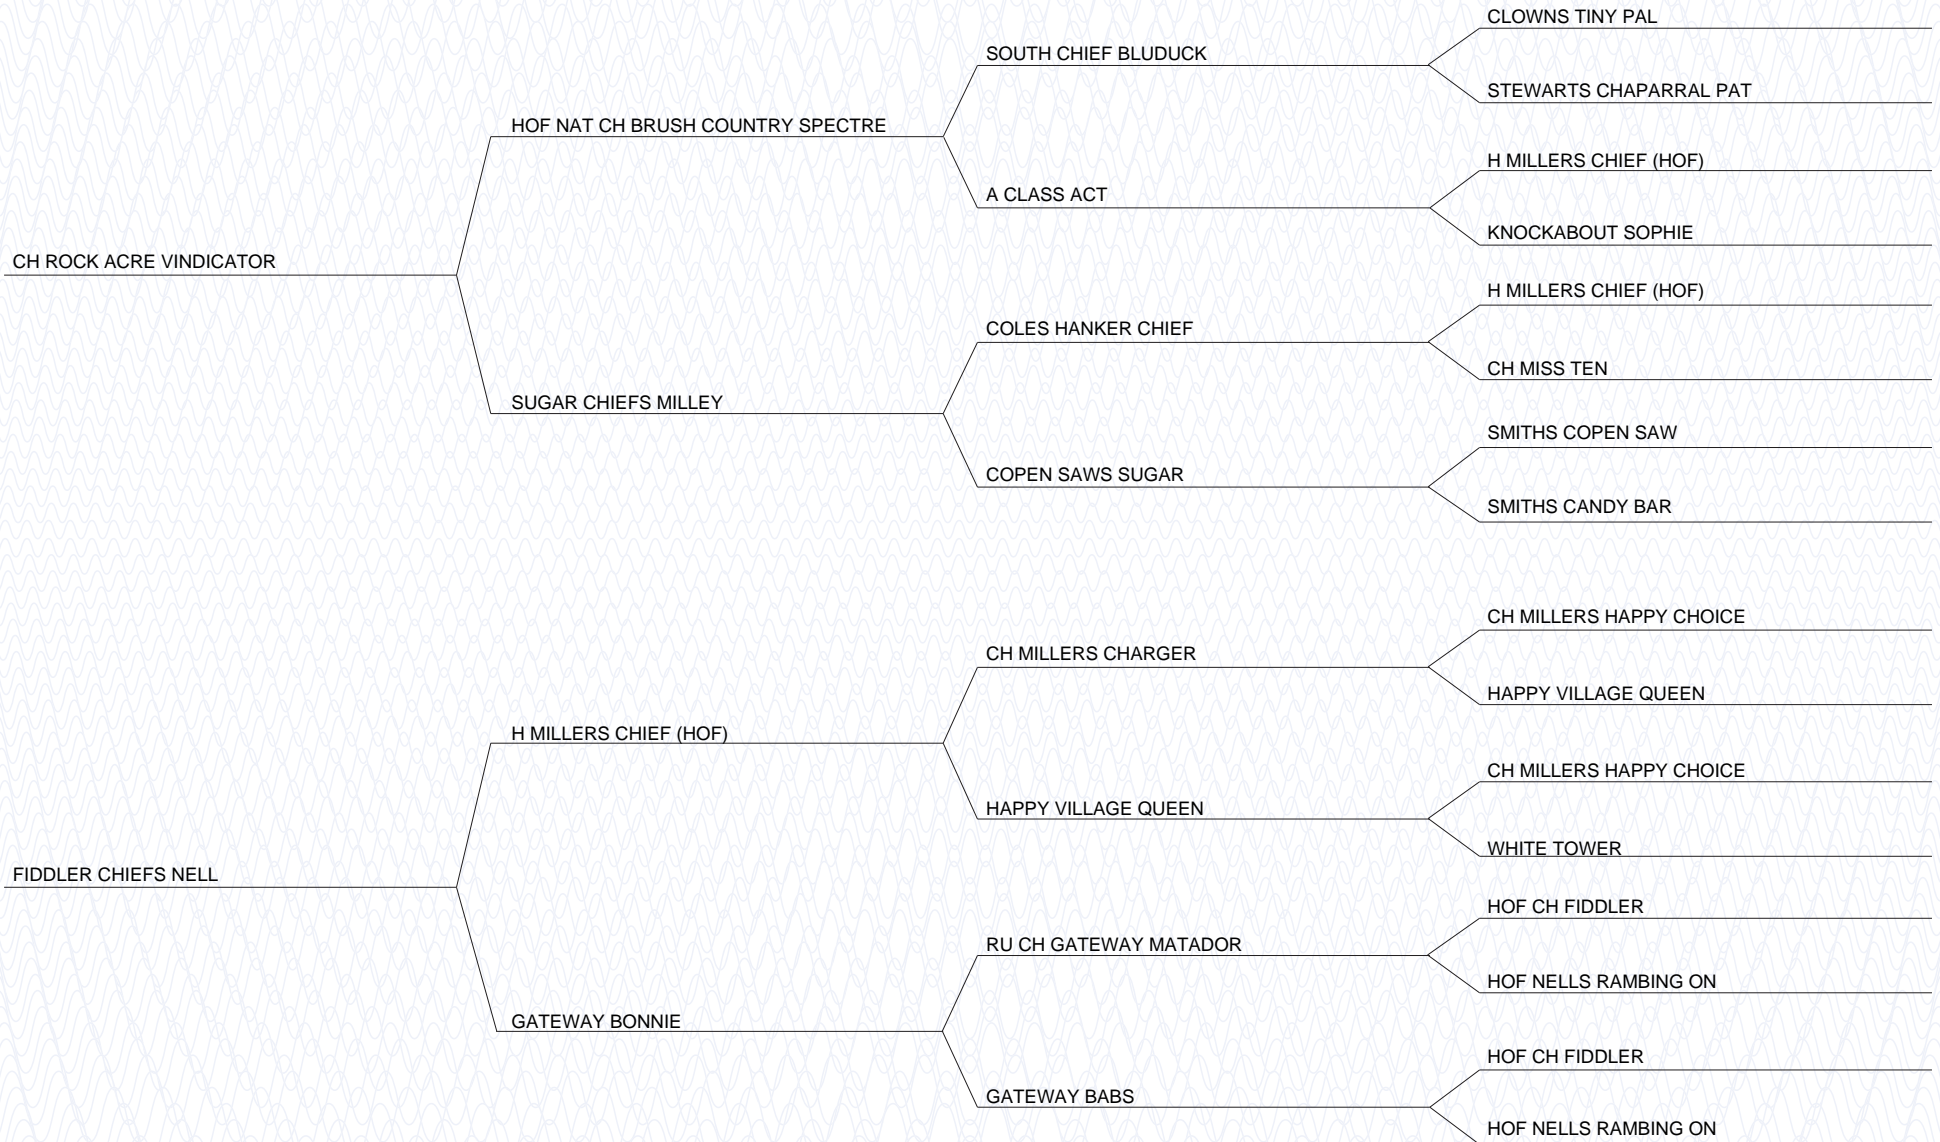 CLOWNS TINY PAL
SOUTH CHIEF BLUDUCK
STEWARTS CHAPARRAL PAT
HOF NAT CH BRUSH COUNTRY SPECTRE
H MILLERS CHIEF (HOF)
A CLASS ACT
KNOCKABOUT SOPHIE
CH ROCK ACRE VINDICATOR
H MILLERS CHIEF (HOF)
COLES HANKER CHIEF
CH MISS TEN
SUGAR CHIEFS MILLEY
SMITHS COPEN SAW
COPEN SAWS SUGAR
SMITHS CANDY BAR
CH MILLERS HAPPY CHOICE
CH MILLERS CHARGER
HAPPY VILLAGE QUEEN
H MILLERS CHIEF (HOF)
CH MILLERS HAPPY CHOICE
HAPPY VILLAGE QUEEN
WHITE TOWER
FIDDLER CHIEFS NELL
HOF CH FIDDLER
RU CH GATEWAY MATADOR
HOF NELLS RAMBING ON
GATEWAY BONNIE
HOF CH FIDDLER
GATEWAY BABS
HOF NELLS RAMBING ON